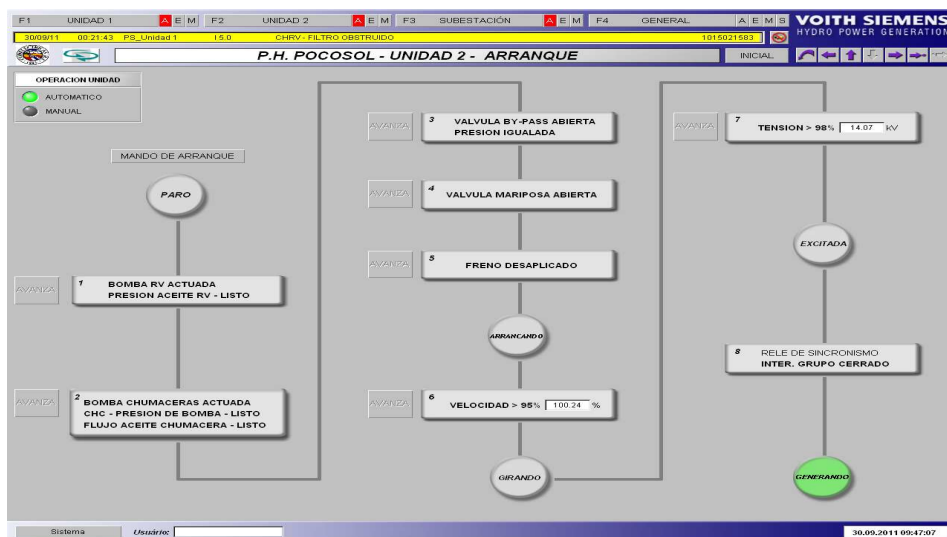 F1 UNIDAD 1 A E M F2 UNIDAD 2 A E M F3 SUBESTACIÓN A E M F4 GENERAL A E M S
VOITH SIEMENS
HYDRO POWER GENERATION
30/09/11 00:21:43 PS_Unidad 1 15.0 CHRV - FILTRO OBSTRUIDO 1015021583
P.H. POCOSOL - UNIDAD 2 - ARRANQUE
INICIAL
OPERACION UNIDAD
AUTOMATICO
MANUAL
MANDO DE ARRANQUE
PARO
AVANZA
1 BOMBA RV ACTUADA
PRESION ACEITE RV - LISTO
AVANZA
2 BOMBA CHUMACERAS ACTUADA
CHC - PRESION DE BOMBA - LISTO
FLUJO ACEITE CHUMACERA - LISTO
AVANZA
3 VALVULA BY-PASS ABIERTA
PRESION IGUALADA
AVANZA
4 VALVULA MARIPOSA ABIERTA
AVANZA
5 FRENO DESAPLICADO
ARRANCANDO
AVANZA
6 VELOCIDAD > 95% 100.24 %
GIRANDO
AVANZA
7 TENSION > 98% 14.07 kV
EXCITADA
8 RELE DE SINCRONISMO
INTER. GRUPO CERRADO
GENERANDO
Sistema Usuário: 30.09.2011 09:47:07